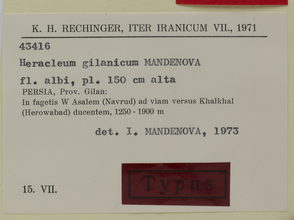 K. H. RECHINGER, ITER IRANICUM VII., 1971
43416
Heracleum gilanicum MANDENOVA
fl. albi, pl. 150 cm alta
PERSIA, Prov. Gilan:
In fagetis W Asalem (Navrud) ad viam versus Khalkhal
(Herowabad) ducentem, 1250 - 1900 m
det. I. MANDENOVA, 1973
Typus
15. VII.